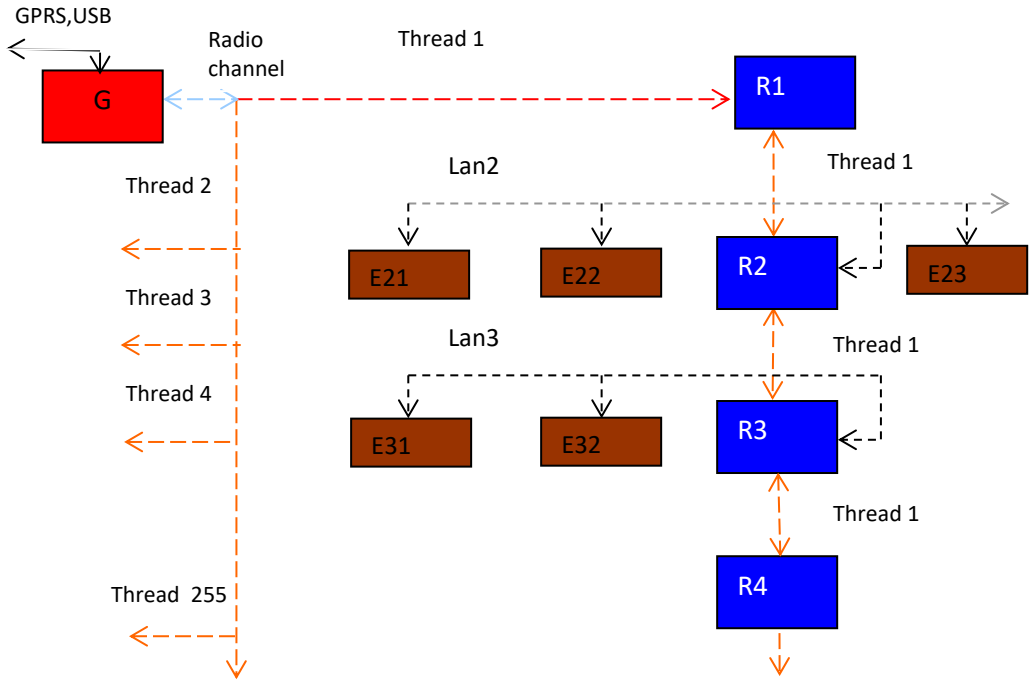 GPRS,USB
Radio
channel
Thread 1
G
R1
Thread 2
Lan2
Thread 1
E21
E22
R2
E23
Thread 3
Lan3
Thread 1
Thread 4
E31
E32
R3
Thread 1
R4
Thread 255